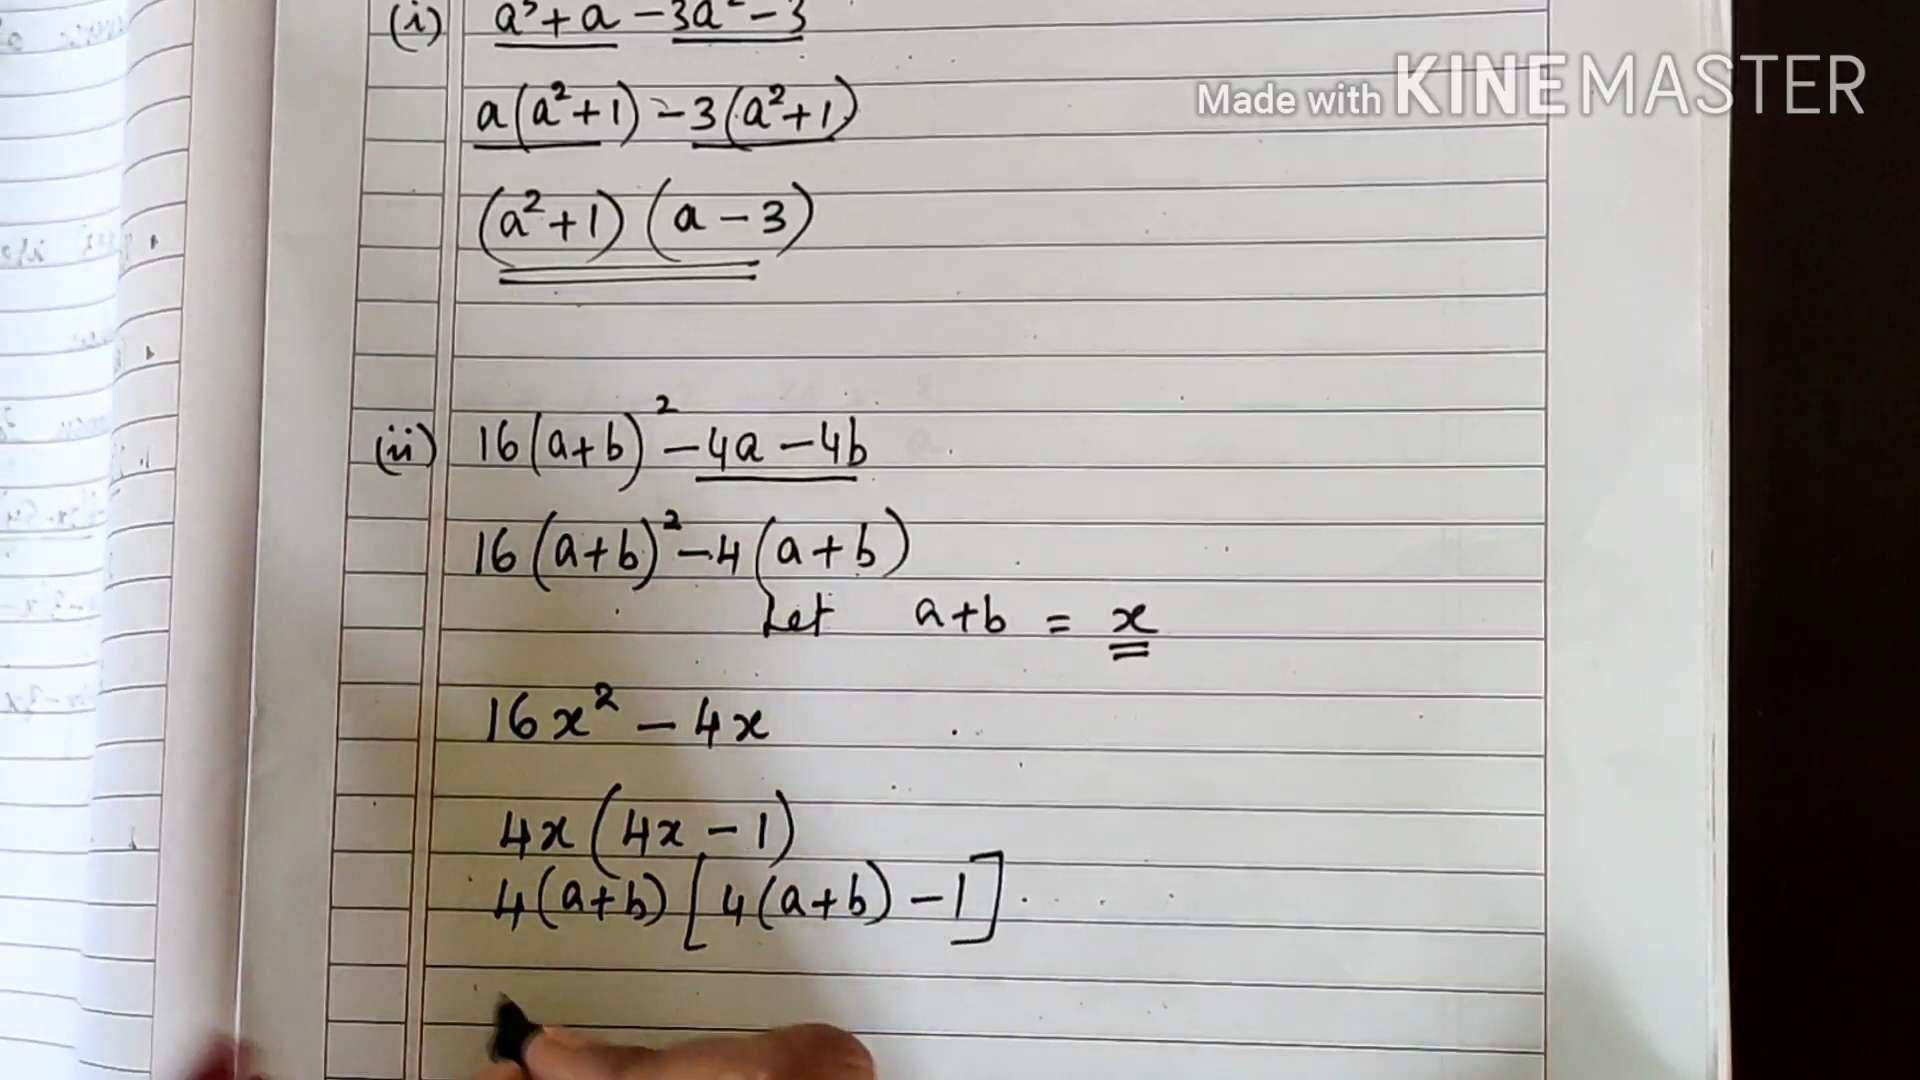 (i) a³ + a - 3a² - 3
Made with KINEMASTER
a(a² + 1) - 3(a² + 1)
(a² + 1) (a - 3)
(ii) 16(a+b)² - 4a - 4b
16(a+b)² - 4(a+b)
Let a+b = x
16x² - 4x
4x(4x - 1)
4(a+b)[4(a+b) - 1]